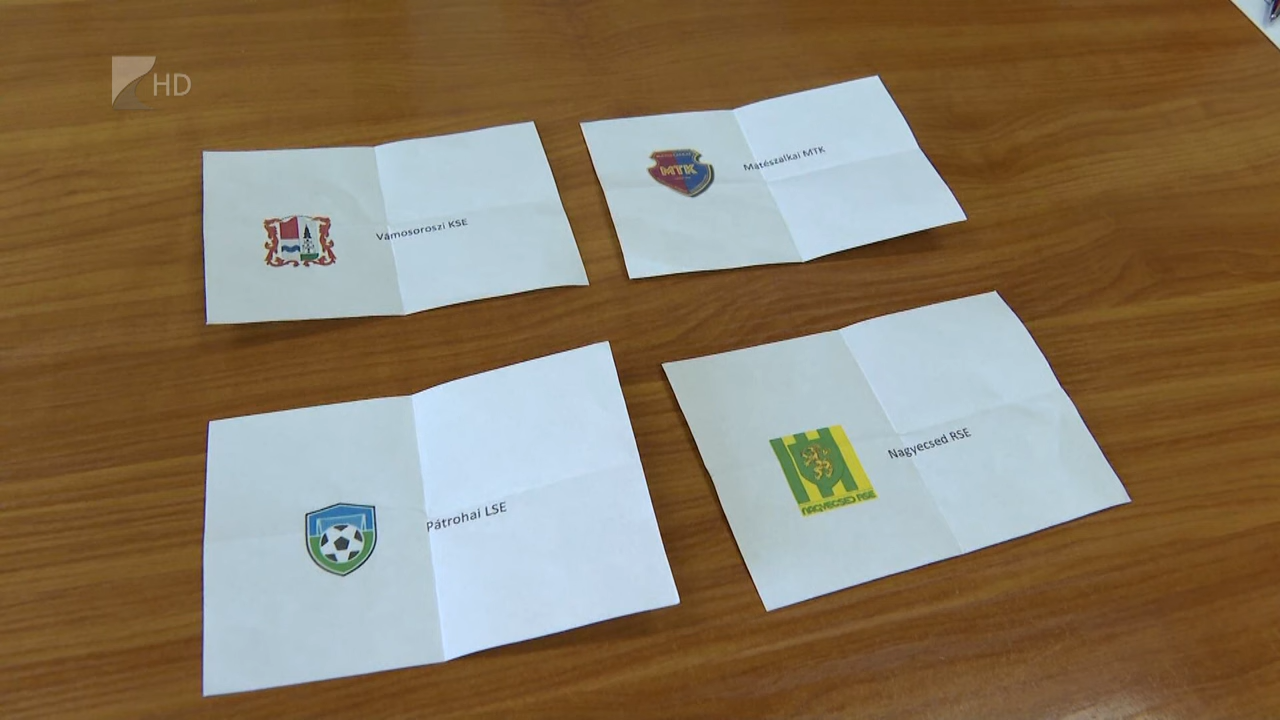 HD
MTK
Mátészalkai MTK
Vámosoroszi KSE
Nagyecsed RSE
NAGYECSED RSE
Pátrohai LSE